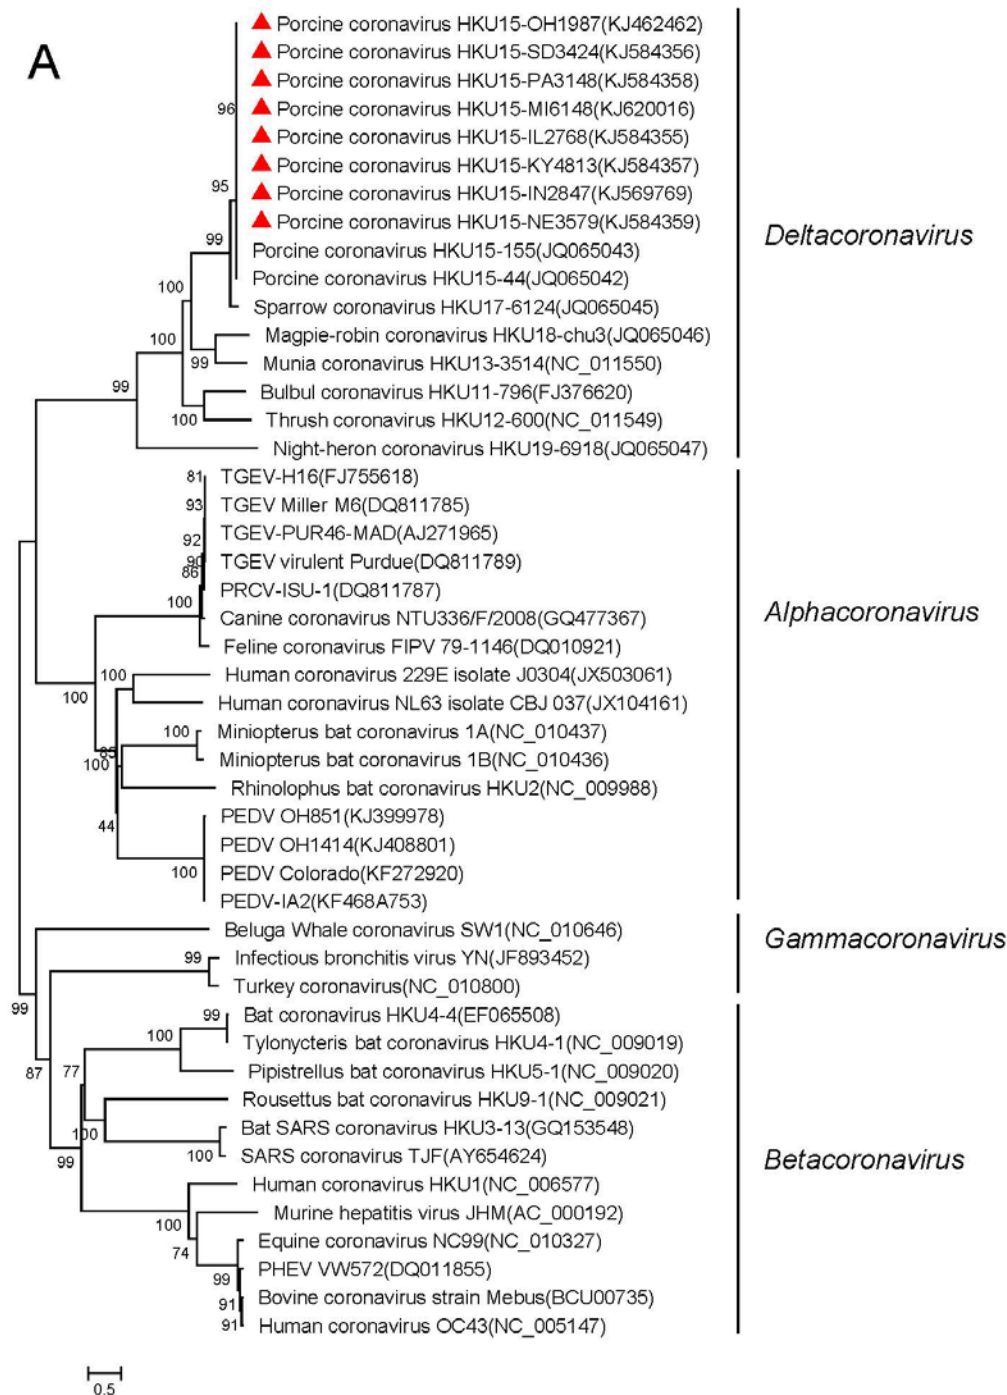 A
Porcine coronavirus HKU15-OH1987(KJ462462)
Porcine coronavirus HKU15-SD3424(KJ584356)
Porcine coronavirus HKU15-PA3148(KJ584358)
96 Porcine coronavirus HKU15-MI6148(KJ620016)
Porcine coronavirus HKU15-IL2768(KJ584355)
Porcine coronavirus HKU15-KY4813(KJ584357)
95 Porcine coronavirus HKU15-IN2847(KJ569769)
Porcine coronavirus HKU15-NE3579(KJ584359)
Deltacoronavirus
99 Porcine coronavirus HKU15-155(JQ065043)
Porcine coronavirus HKU15-44(JQ065042)
100
Sparrow coronavirus HKU17-6124(JQ065045)
100 Magpie-robin coronavirus HKU18-chu3(JQ065046)
99 Munia coronavirus HKU13-3514(NC_011550)
99 Bulbul coronavirus HKU11-796(FJ376620)
100 Thrush coronavirus HKU12-600(NC_011549)
Night-heron coronavirus HKU19-6918(JQ065047)
81 TGEV-H16(FJ755618)
93 TGEV Miller M6(DQ811785)
92 TGEV-PUR46-MAD(AJ271965)
90 TGEV virulent Purdue(DQ811789)
86
PRCV-ISU-1(DQ811787)
100
Alphacoronavirus
Canine coronavirus NTU336/F/2008(GQ477367)
Feline coronavirus FIPV 79-1146(DQ010921)
100 Human coronavirus 229E isolate J0304(JX503061)
100
Human coronavirus NL63 isolate CBJ 037(JX104161)
100 Miniopterus bat coronavirus 1A(NC_010437)
85
Miniopterus bat coronavirus 1B(NC_010436)
100
Rhinolophus bat coronavirus HKU2(NC_009988)
PEDV OH851(KJ399978)
44
PEDV OH1414(KJ408801)
100 PEDV Colorado(KF272920)
PEDV-IA2(KF468A753)
Beluga Whale coronavirus SW1(NC_010646)
Gammacoronavirus
99 Infectious bronchitis virus YN(JF893452)
Turkey coronavirus(NC_010800)
99
99 Bat coronavirus HKU4-4(EF065508)
100 Tylonycteris bat coronavirus HKU4-1(NC_009019)
87 77
Pipistrellus bat coronavirus HKU5-1(NC_009020)
Rousettus bat coronavirus HKU9-1(NC_009021)
100 Bat SARS coronavirus HKU3-13(GQ153548)
99 100 SARS coronavirus TJF(AY654624)
Betacoronavirus
Human coronavirus HKU1(NC_006577)
100 Murine hepatitis virus JHM(AC_000192)
74 Equine coronavirus NC99(NC_010327)
99 PHEV VW572(DQ011855)
91 Bovine coronavirus strain Mebus(BCU00735)
91 Human coronavirus OC43(NC_005147)
0.5